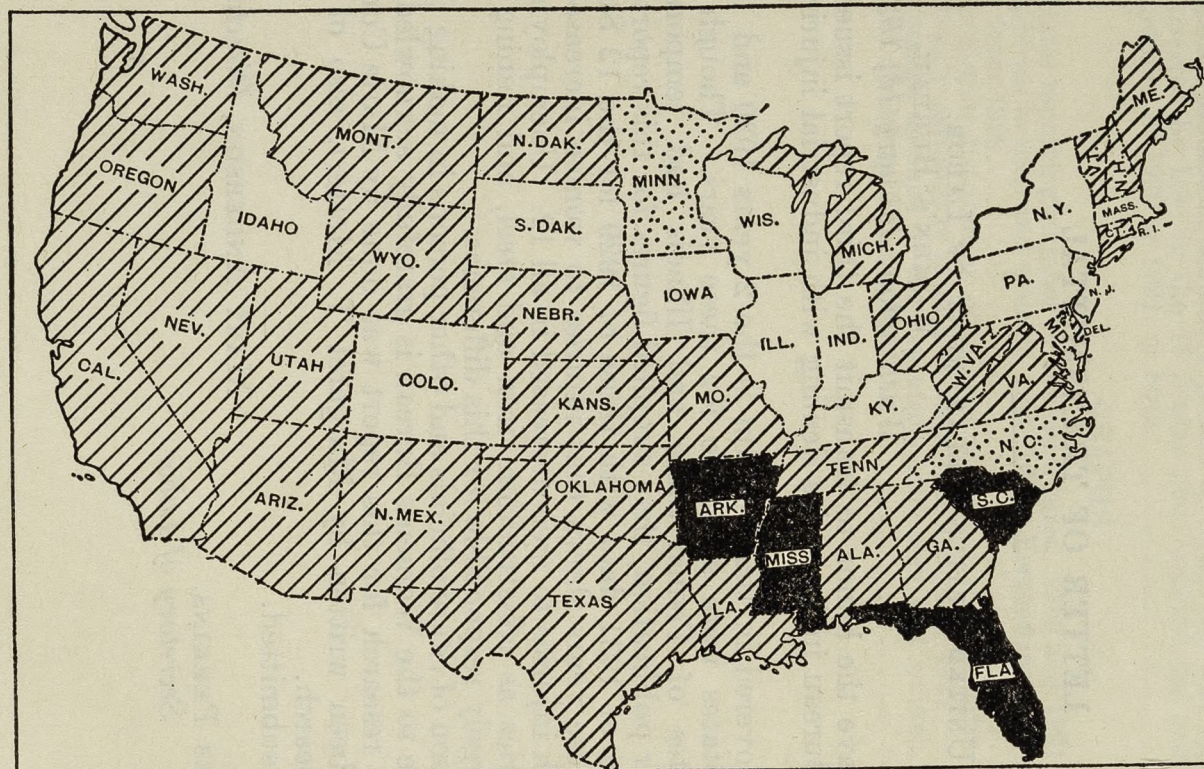 WASH.
MONT.
N.DAK.
MINN.
ME.
VT.
N.H.
OREGON
IDAHO
WYO.
S.DAK.
WIS.
MICH.
N.Y.
MASS.
CT.
R.I.
NEV.
UTAH
COLO.
NEBR.
IOWA
ILL.
IND.
OHIO
PA.
N.J.
CAL.
KANS.
MO.
KY.
W.VA.
VA.
MD.
DEL.
ARIZ.
N.MEX.
OKLAHOMA
ARK.
TENN.
N.C.
S.C.
TEXAS
LA.
MISS
ALA.
GA.
FLA